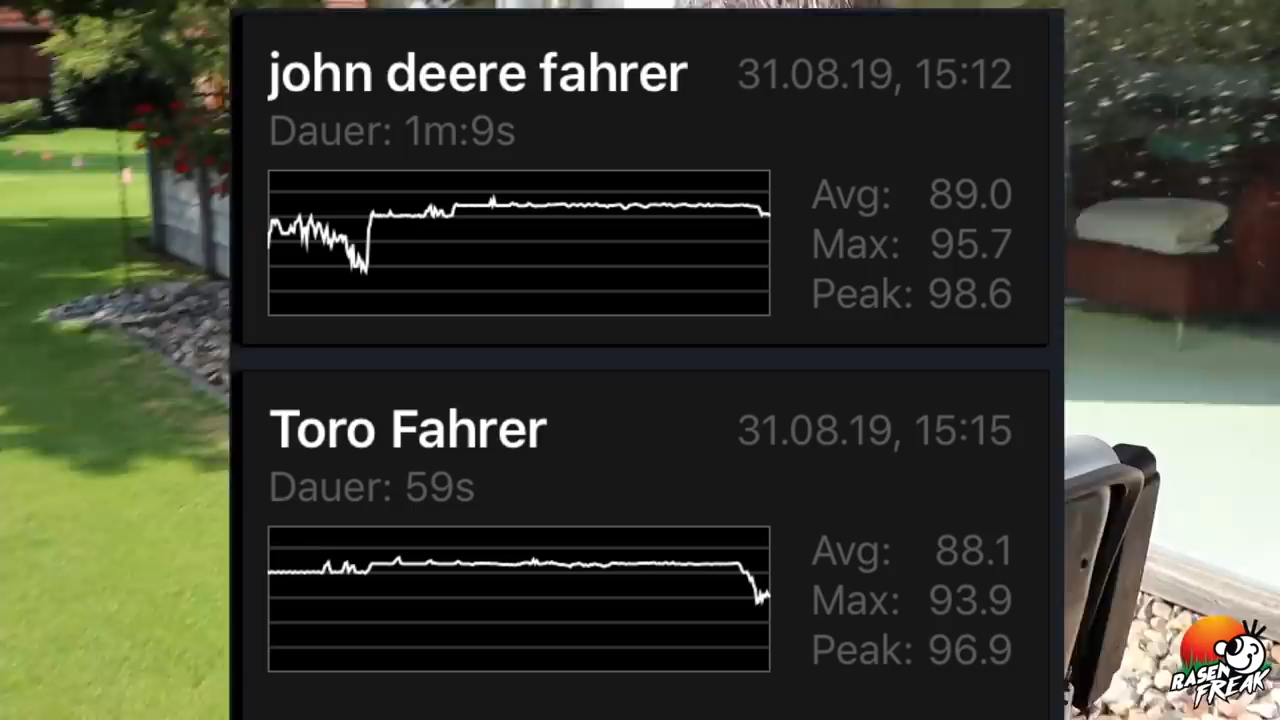 john deere fahrer 31.08.19, 15:12
Dauer: 1m:9s
Avg: 89.0
Max: 95.7
Peak: 98.6
Toro Fahrer 31.08.19, 15:15
Dauer: 59s
Avg: 88.1
Max: 93.9
Peak: 96.9
RASEN
FREAK